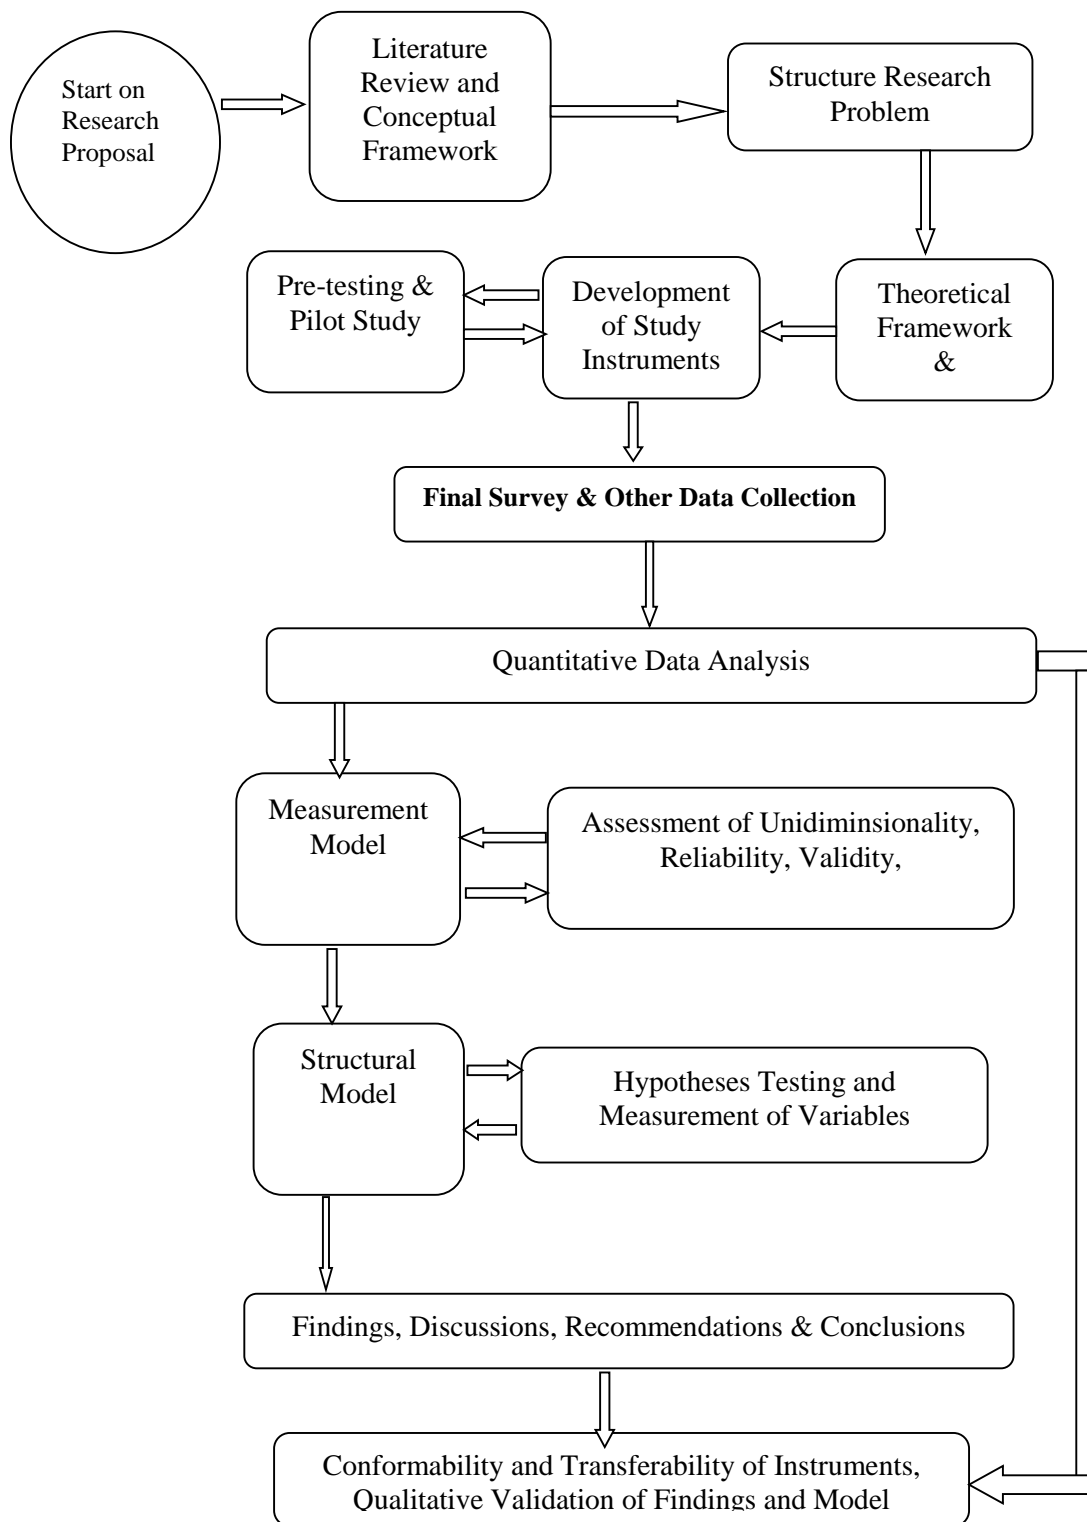 Start on
Research
Proposal
Literature
Review and
Conceptual
Framework
Structure Research
Problem
Pre-testing &
Pilot Study
Development
of Study
Instruments
Theoretical
Framework
&
Final Survey & Other Data Collection
Quantitative Data Analysis
Measurement
Model
Assessment of Unidiminsionality,
Reliability, Validity,
Structural
Model
Hypotheses Testing and
Measurement of Variables
Findings, Discussions, Recommendations & Conclusions
Conformability and Transferability of Instruments,
Qualitative Validation of Findings and Model